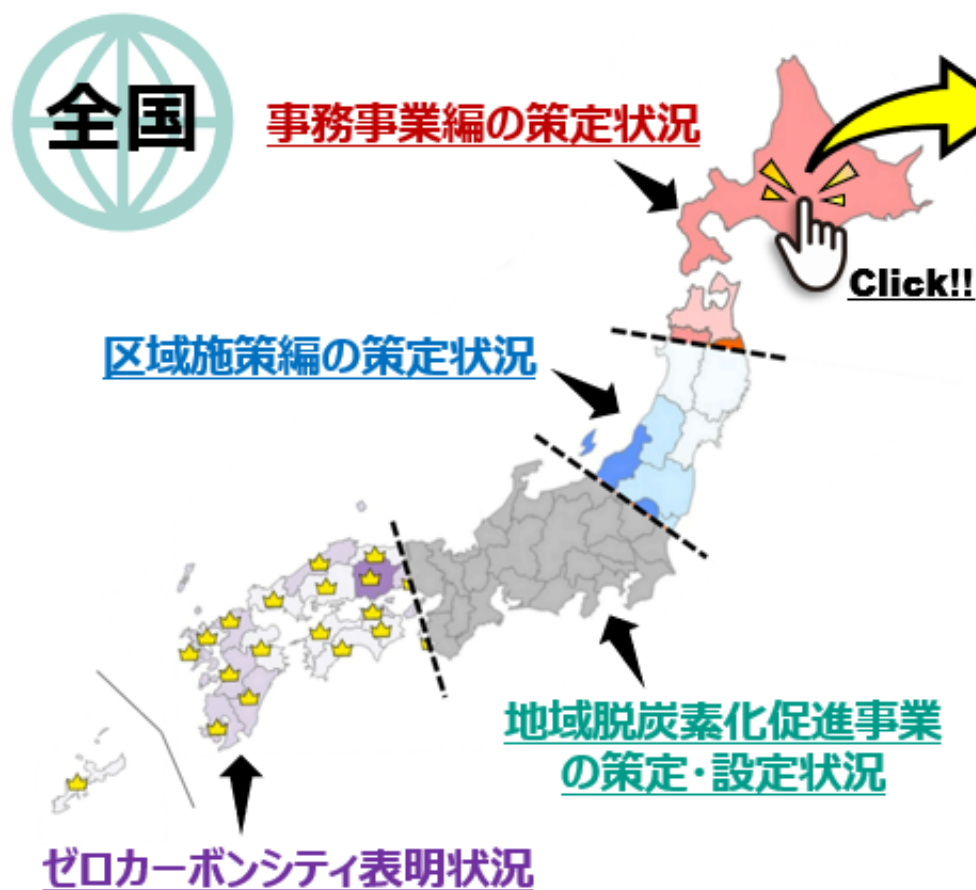 全国
事務事業編の策定状況
Click!!
区域施策編の策定状況
地域脱炭素化促進事業
の策定・設定状況
ゼロカーボンシティ表明状況